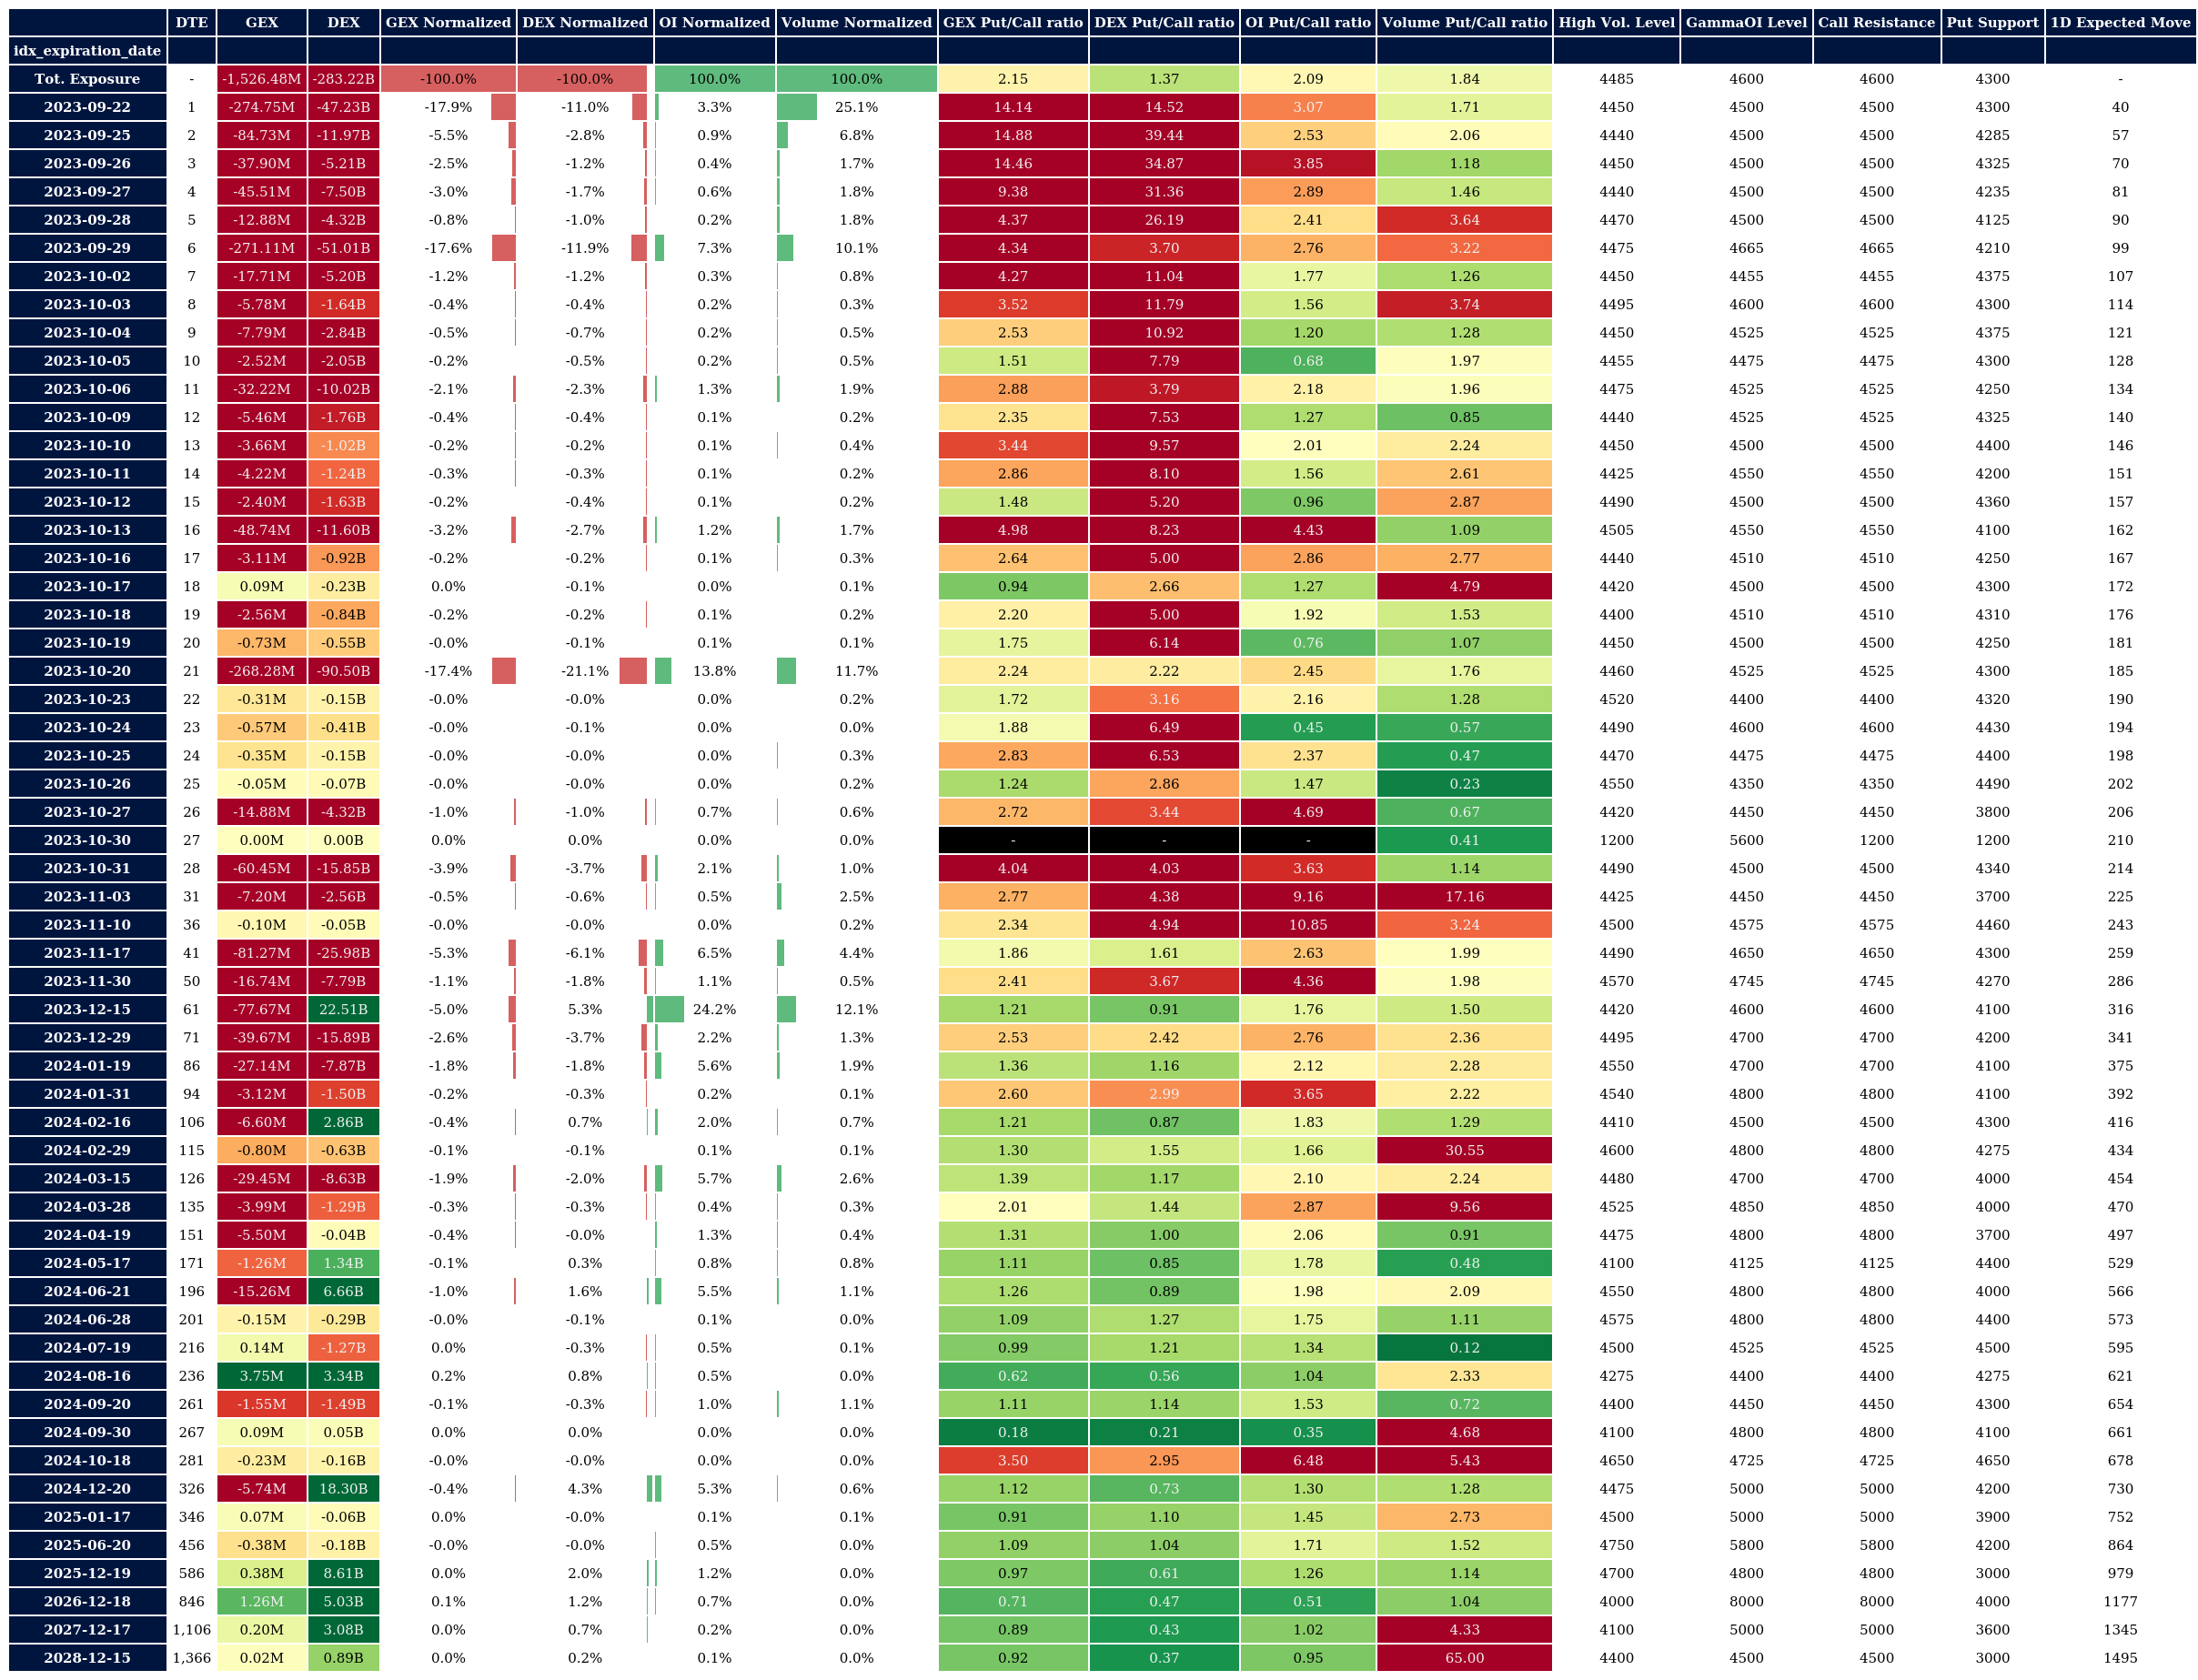 DTE GEX DEX GEX Normalized DEX Normalized OI Normalized Volume Normalized GEX Put/Call ratio DEX Put/Call ratio OI Put/Call ratio Volume Put/Call ratio High Vol. Level GammaOI Level Call Resistance Put Support 1D Expected Move
idx_expiration_date
Tot. Exposure - -1,526.48M -283.22B -100.0% -100.0% 100.0% 100.0% 2.15 1.37 2.09 1.84 4485 4600 4600 4300 -
2023-09-22 1 -274.75M -47.23B -17.9% -11.0% 3.3% 25.1% 14.14 14.52 3.07 1.71 4450 4500 4500 4300 40
2023-09-25 2 -84.73M -11.97B -5.5% -2.8% 0.9% 6.8% 14.88 39.44 2.53 2.06 4440 4500 4500 4285 57
2023-09-26 3 -37.90M -5.21B -2.5% -1.2% 0.4% 1.7% 14.46 34.87 3.85 1.18 4450 4500 4500 4325 70
2023-09-27 4 -45.51M -7.50B -3.0% -1.7% 0.6% 1.8% 9.38 31.36 2.89 1.46 4440 4500 4500 4235 81
2023-09-28 5 -12.88M -4.32B -0.8% -1.0% 0.2% 1.8% 4.37 26.19 2.41 3.64 4470 4500 4500 4125 90
2023-09-29 6 -271.11M -51.01B -17.6% -11.9% 7.3% 10.1% 4.34 3.70 2.76 3.22 4475 4665 4665 4210 99
2023-10-02 7 -17.71M -5.20B -1.2% -1.2% 0.3% 0.8% 4.27 11.04 1.77 1.26 4450 4455 4455 4375 107
2023-10-03 8 -5.78M -1.64B -0.4% -0.4% 0.2% 0.3% 3.52 11.79 1.56 3.74 4495 4600 4600 4300 114
2023-10-04 9 -7.79M -2.84B -0.5% -0.7% 0.2% 0.5% 2.53 10.92 1.20 1.28 4450 4525 4525 4375 121
2023-10-05 10 -2.52M -2.05B -0.2% -0.5% 0.2% 0.5% 1.51 7.79 0.68 1.97 4455 4475 4475 4300 128
2023-10-06 11 -32.22M -10.02B -2.1% -2.3% 1.3% 1.9% 2.88 3.79 2.18 1.96 4475 4525 4525 4250 134
2023-10-09 12 -5.46M -1.76B -0.4% -0.4% 0.1% 0.2% 2.35 7.53 1.27 0.85 4440 4525 4525 4325 140
2023-10-10 13 -3.66M -1.02B -0.2% -0.2% 0.1% 0.4% 3.44 9.57 2.01 2.24 4450 4500 4500 4400 146
2023-10-11 14 -4.22M -1.24B -0.3% -0.3% 0.1% 0.2% 2.86 8.10 1.56 2.61 4425 4550 4550 4200 151
2023-10-12 15 -2.40M -1.63B -0.2% -0.4% 0.1% 0.2% 1.48 5.20 0.96 2.87 4490 4500 4500 4360 157
2023-10-13 16 -48.74M -11.60B -3.2% -2.7% 1.2% 1.7% 4.98 8.23 4.43 1.09 4505 4550 4550 4100 162
2023-10-16 17 -3.11M -0.92B -0.2% -0.2% 0.1% 0.3% 2.64 5.00 2.86 2.77 4440 4510 4510 4250 167
2023-10-17 18 0.09M -0.23B 0.0% -0.1% 0.0% 0.1% 0.94 2.66 1.27 4.79 4420 4500 4500 4300 172
2023-10-18 19 -2.56M -0.84B -0.2% -0.2% 0.1% 0.2% 2.20 5.00 1.92 1.53 4400 4510 4510 4310 176
2023-10-19 20 -0.73M -0.55B -0.0% -0.1% 0.1% 0.1% 1.75 6.14 0.76 1.07 4450 4500 4500 4250 181
2023-10-20 21 -268.28M -90.50B -17.4% -21.1% 13.8% 11.7% 2.24 2.22 2.45 1.76 4460 4525 4525 4300 185
2023-10-23 22 -0.31M -0.15B -0.0% -0.0% 0.0% 0.2% 1.72 3.16 2.16 1.28 4520 4400 4400 4320 190
2023-10-24 23 -0.57M -0.41B -0.0% -0.1% 0.0% 0.0% 1.88 6.49 0.45 0.57 4490 4600 4600 4430 194
2023-10-25 24 -0.35M -0.15B -0.0% -0.0% 0.0% 0.3% 2.83 6.53 2.37 0.47 4470 4475 4475 4400 198
2023-10-26 25 -0.05M -0.07B -0.0% -0.0% 0.0% 0.2% 1.24 2.86 1.47 0.23 4550 4350 4350 4490 202
2023-10-27 26 -14.88M -4.32B -1.0% -1.0% 0.7% 0.6% 2.72 3.44 4.69 0.67 4420 4450 4450 3800 206
2023-10-30 27 0.00M 0.00B 0.0% 0.0% 0.0% 0.0% - - - 0.41 1200 5600 1200 1200 210
2023-10-31 28 -60.45M -15.85B -3.9% -3.7% 2.1% 1.0% 4.04 4.03 3.63 1.14 4490 4500 4500 4340 214
2023-11-03 31 -7.20M -2.56B -0.5% -0.6% 0.5% 2.5% 2.77 4.38 9.16 17.16 4425 4450 4450 3700 225
2023-11-10 36 -0.10M -0.05B -0.0% -0.0% 0.0% 0.2% 2.34 4.94 10.85 3.24 4500 4575 4575 4460 243
2023-11-17 41 -81.27M -25.98B -5.3% -6.1% 6.5% 4.4% 1.86 1.61 2.63 1.99 4490 4650 4650 4300 259
2023-11-30 50 -16.74M -7.79B -1.1% -1.8% 1.1% 0.5% 2.41 3.67 4.36 1.98 4570 4745 4745 4270 286
2023-12-15 61 -77.67M 22.51B -5.0% 5.3% 24.2% 12.1% 1.21 0.91 1.76 1.50 4420 4600 4600 4100 316
2023-12-29 71 -39.67M -15.89B -2.6% -3.7% 2.2% 1.3% 2.53 2.42 2.76 2.36 4495 4700 4700 4200 341
2024-01-19 86 -27.14M -7.87B -1.8% -1.8% 5.6% 1.9% 1.36 1.16 2.12 2.28 4550 4700 4700 4100 375
2024-01-31 94 -3.12M -1.50B -0.2% -0.3% 0.2% 0.1% 2.60 2.99 3.65 2.22 4540 4800 4800 4100 392
2024-02-16 106 -6.60M 2.86B -0.4% 0.7% 2.0% 0.7% 1.21 0.87 1.83 1.29 4410 4500 4500 4300 416
2024-02-29 115 -0.80M -0.63B -0.1% -0.1% 0.1% 0.1% 1.30 1.55 1.66 30.55 4600 4800 4800 4275 434
2024-03-15 126 -29.45M -8.63B -1.9% -2.0% 5.7% 2.6% 1.39 1.17 2.10 2.24 4480 4700 4700 4000 454
2024-03-28 135 -3.99M -1.29B -0.3% -0.3% 0.4% 0.3% 2.01 1.44 2.87 9.56 4525 4850 4850 4000 470
2024-04-19 151 -5.50M -0.04B -0.4% -0.0% 1.3% 0.4% 1.31 1.00 2.06 0.91 4475 4800 4800 3700 497
2024-05-17 171 -1.26M 1.34B -0.1% 0.3% 0.8% 0.8% 1.11 0.85 1.78 0.48 4100 4125 4125 4400 529
2024-06-21 196 -15.26M 6.66B -1.0% 1.6% 5.5% 1.1% 1.26 0.89 1.98 2.09 4550 4800 4800 4000 566
2024-06-28 201 -0.15M -0.29B -0.0% -0.1% 0.1% 0.0% 1.09 1.27 1.75 1.11 4575 4800 4800 4400 573
2024-07-19 216 0.14M -1.27B 0.0% -0.3% 0.5% 0.1% 0.99 1.21 1.34 0.12 4500 4525 4525 4500 595
2024-08-16 236 3.75M 3.34B 0.2% 0.8% 0.5% 0.0% 0.62 0.56 1.04 2.33 4275 4400 4400 4275 621
2024-09-20 261 -1.55M -1.49B -0.1% -0.3% 1.0% 1.1% 1.11 1.14 1.53 0.72 4400 4450 4450 4300 654
2024-09-30 267 0.09M 0.05B 0.0% 0.0% 0.0% 0.0% 0.18 0.21 0.35 4.68 4100 4800 4800 4100 661
2024-10-18 281 -0.23M -0.16B -0.0% -0.0% 0.0% 0.0% 3.50 2.95 6.48 5.43 4650 4725 4725 4650 678
2024-12-20 326 -5.74M 18.30B -0.4% 4.3% 5.3% 0.6% 1.12 0.73 1.30 1.28 4475 5000 5000 4200 730
2025-01-17 346 0.07M -0.06B 0.0% -0.0% 0.1% 0.1% 0.91 1.10 1.45 2.73 4500 5000 5000 3900 752
2025-06-20 456 -0.38M -0.18B -0.0% -0.0% 0.5% 0.0% 1.09 1.04 1.71 1.52 4750 5800 5800 4200 864
2025-12-19 586 0.38M 8.61B 0.0% 2.0% 1.2% 0.0% 0.97 0.61 1.26 1.14 4700 4800 4800 3000 979
2026-12-18 846 1.26M 5.03B 0.1% 1.2% 0.7% 0.0% 0.71 0.47 0.51 1.04 4000 8000 8000 4000 1177
2027-12-17 1,106 0.20M 3.08B 0.0% 0.7% 0.2% 0.0% 0.89 0.43 1.02 4.33 4100 5000 5000 3600 1345
2028-12-15 1,366 0.02M 0.89B 0.0% 0.2% 0.1% 0.0% 0.92 0.37 0.95 65.00 4400 4500 4500 3000 1495